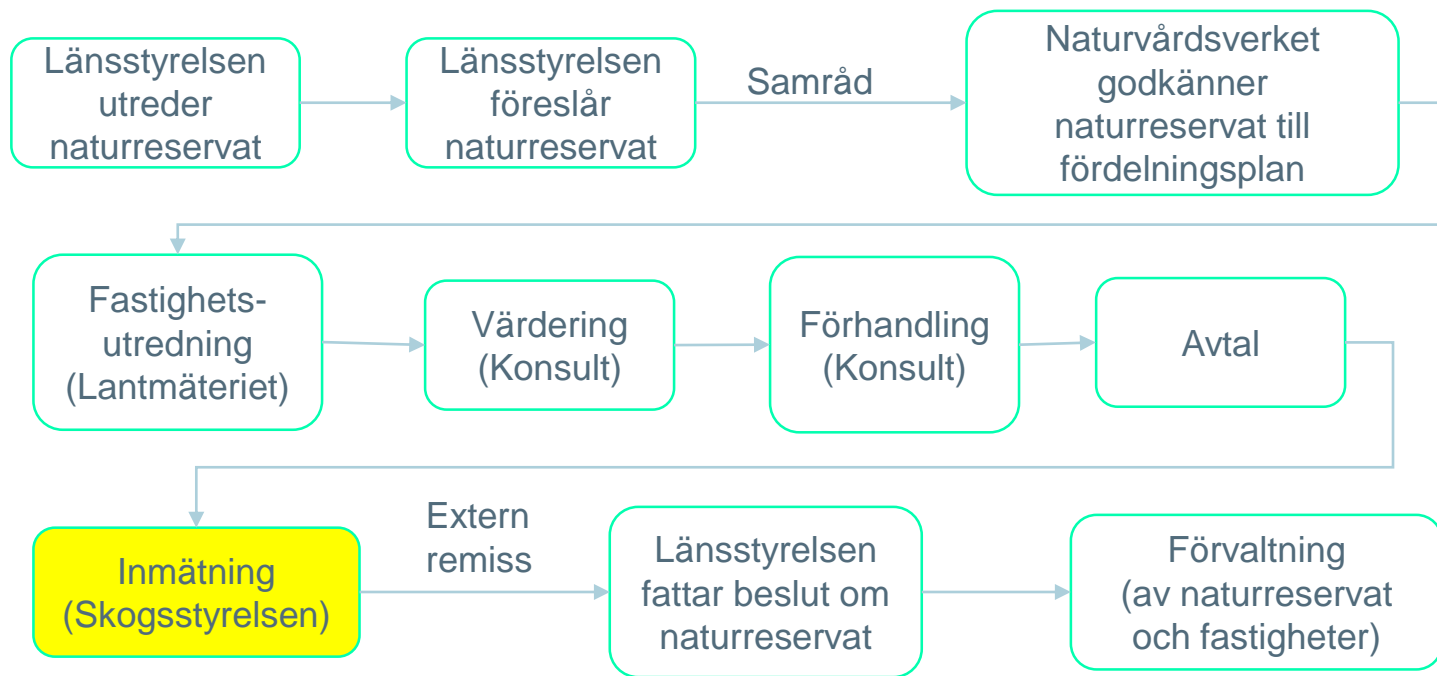 Länsstyrelsen
utreder
naturreservat
Länsstyrelsen
föreslår
naturreservat
Samråd
Naturvårdsverket
godkänner
naturreservat till
fördelningsplan
Fastighets-
utredning
(Lantmäteriet)
Värdering
(Konsult)
Förhandling
(Konsult)
Avtal
Inmätning
(Skogsstyrelsen)
Extern
remiss
Länsstyrelsen
fattar beslut om
naturreservat
Förvaltning
(av naturreservat
och fastigheter)